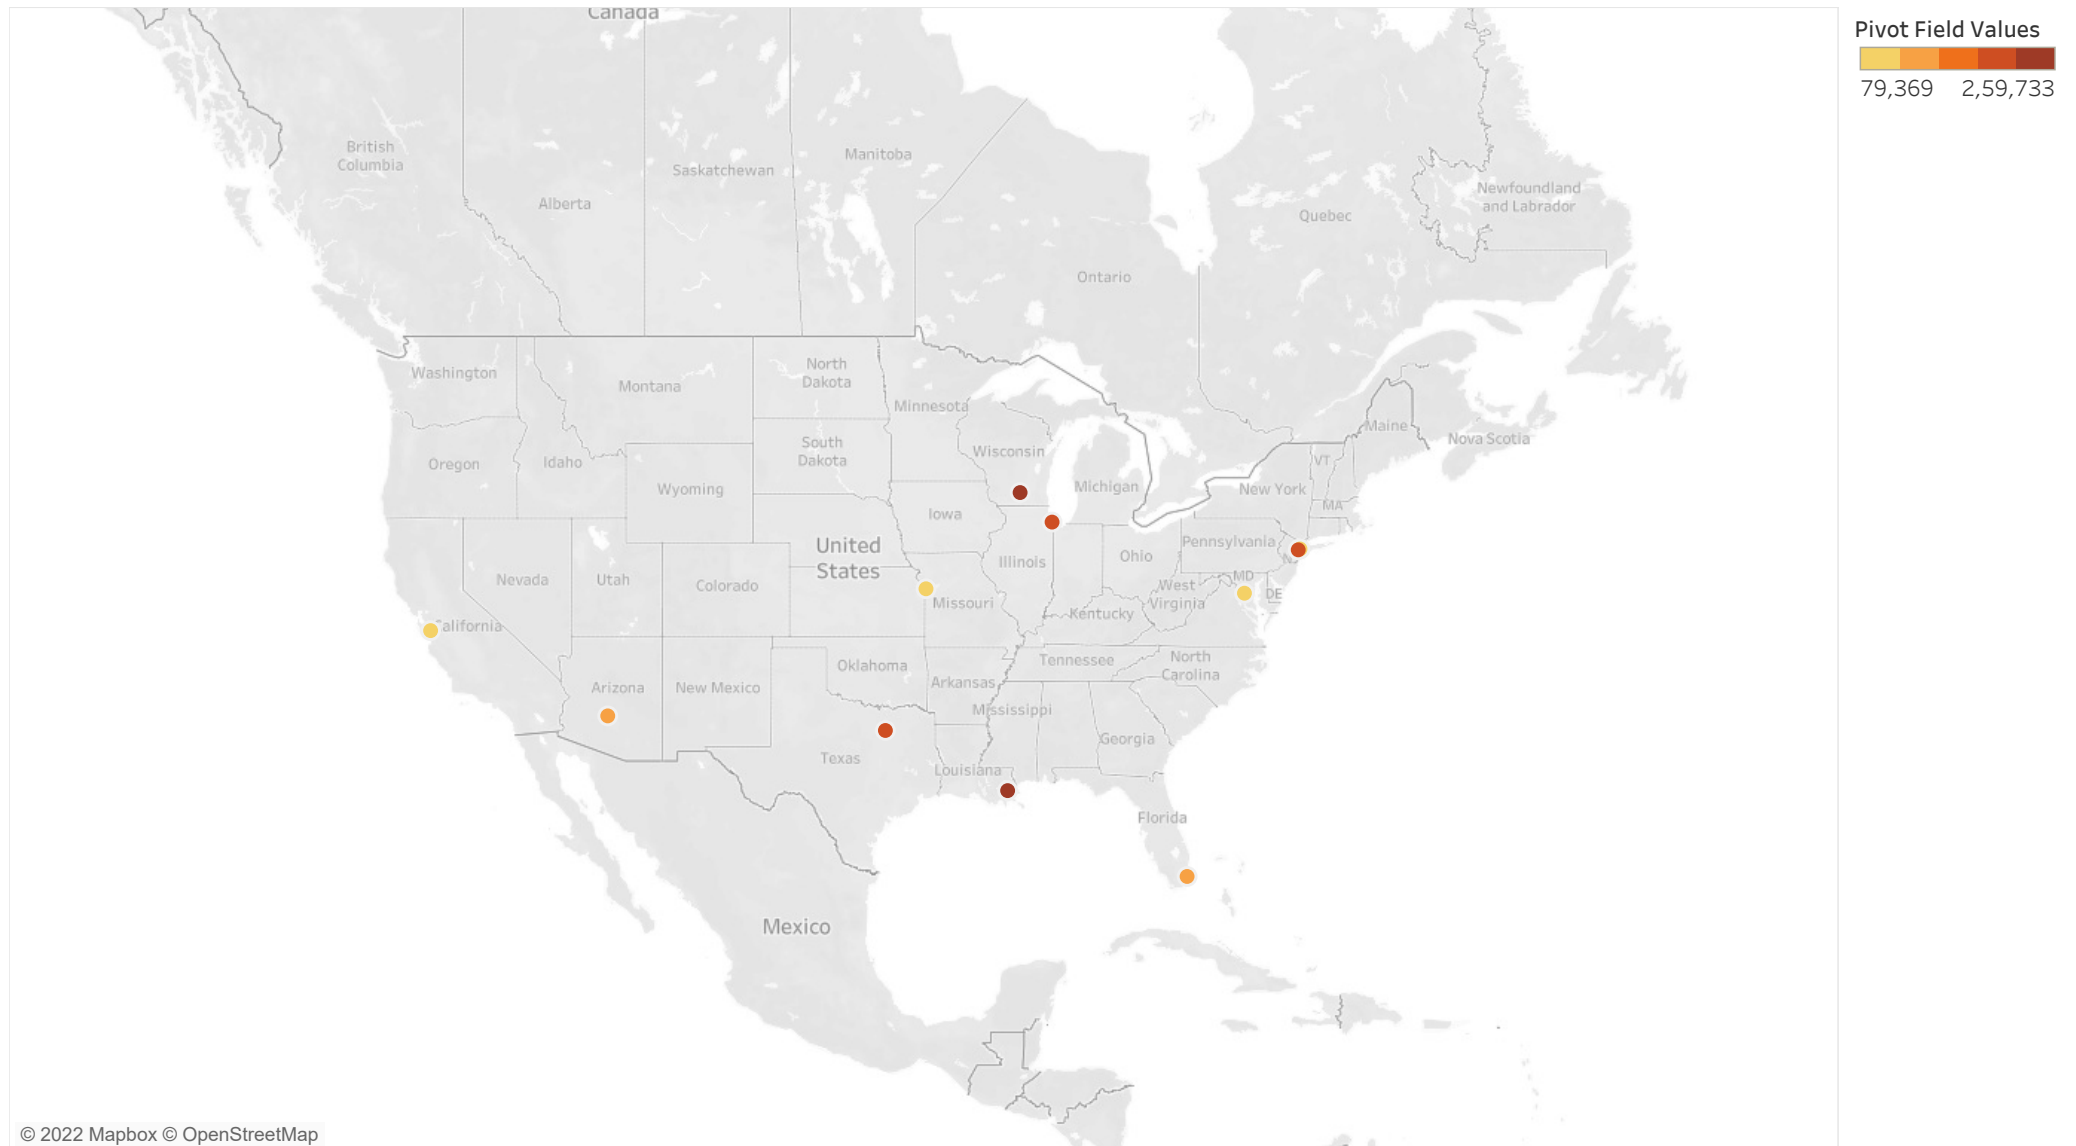 Canada
Pivot Field Values
79,369 2,59,733
British
Columbia
Manitoba
Saskatchewan
Alberta
Newfoundland
and Labrador
Quebec
Ontario
Washington
Montana
North
Dakota
Minnesota
Maine
Nova Scotia
Oregon
Idaho
South
Dakota
Wisconsin
VT
Wyoming
Michigan
New York
MA
Iowa
United
States
Illinois
Ohio
Pennsylvania
NJ
Nevada
Utah
Colorado
Missouri
Kentucky
West
Virginia
MD
DE
California
Oklahoma
Tennessee
North
Carolina
Arizona
New Mexico
Arkansas
Mississippi
Georgia
Texas
Louisiana
Florida
Mexico
© 2022 Mapbox © OpenStreetMap